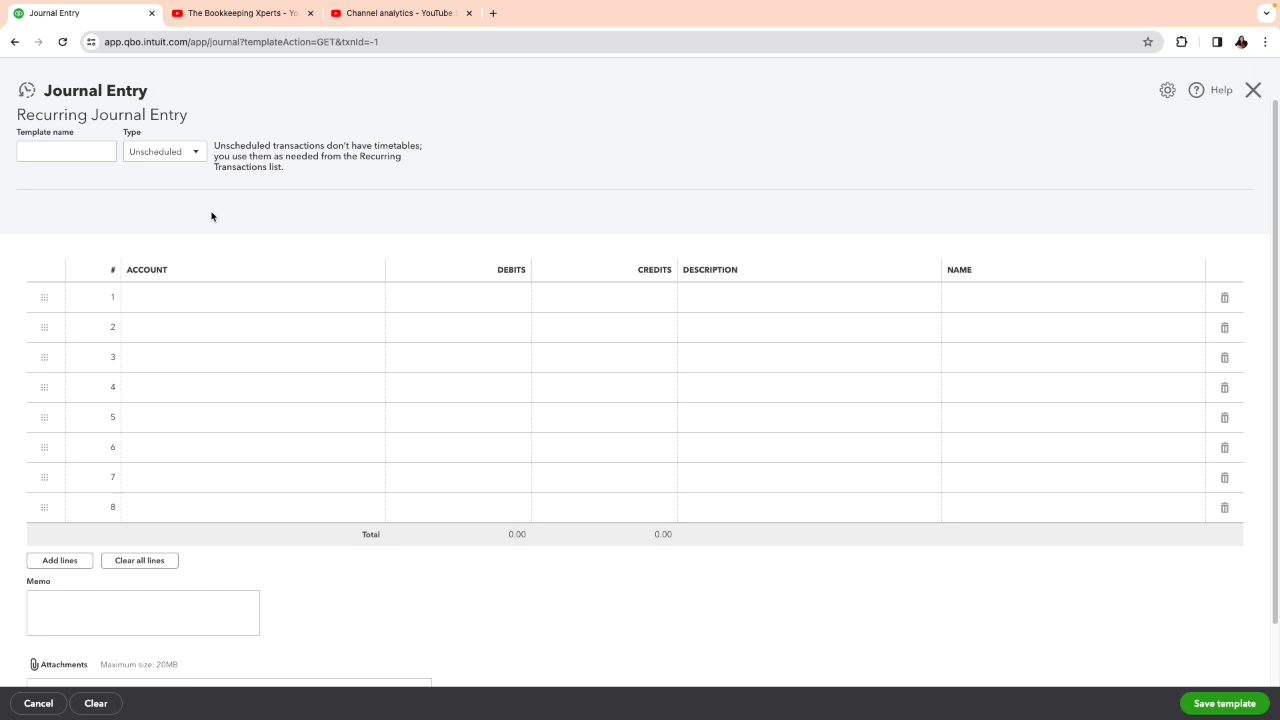 Journal Entry
The Bookkeeping Xperts - Yo
Channel analytics - YouTube
app.qbo.intuit.com/app/journal?templateAction=GET&txnId=-1
Journal Entry
Help
Recurring Journal Entry
Template name
Type
Unscheduled
Unscheduled transactions don't have timetables;
you use them as needed from the Recurring
Transactions list.
# ACCOUNT DEBITS CREDITS DESCRIPTION NAME
1
2
3
4
5
6
7
8
Total 0.00 0.00
Add lines Clear all lines
Memo
Attachments Maximum size: 20MB
Cancel Clear Save template